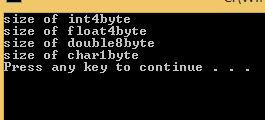 size of int4byte
size of float4byte
size of double8byte
size of char1byte
Press any key to continue . . .